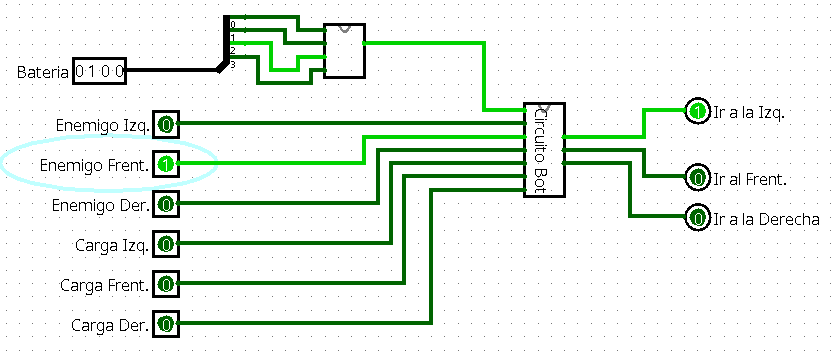 0
1
2
3
Bateria 0 1 0 0
Enemigo Izq. 0
Enemigo Frent. 1
Enemigo Der. 0
Carga Izq. 0
Carga Frent. 0
Carga Der. 0
Circuito Bot
1 Ir a la Izq.
0 Ir al Frent.
0 Ir a la Derecha